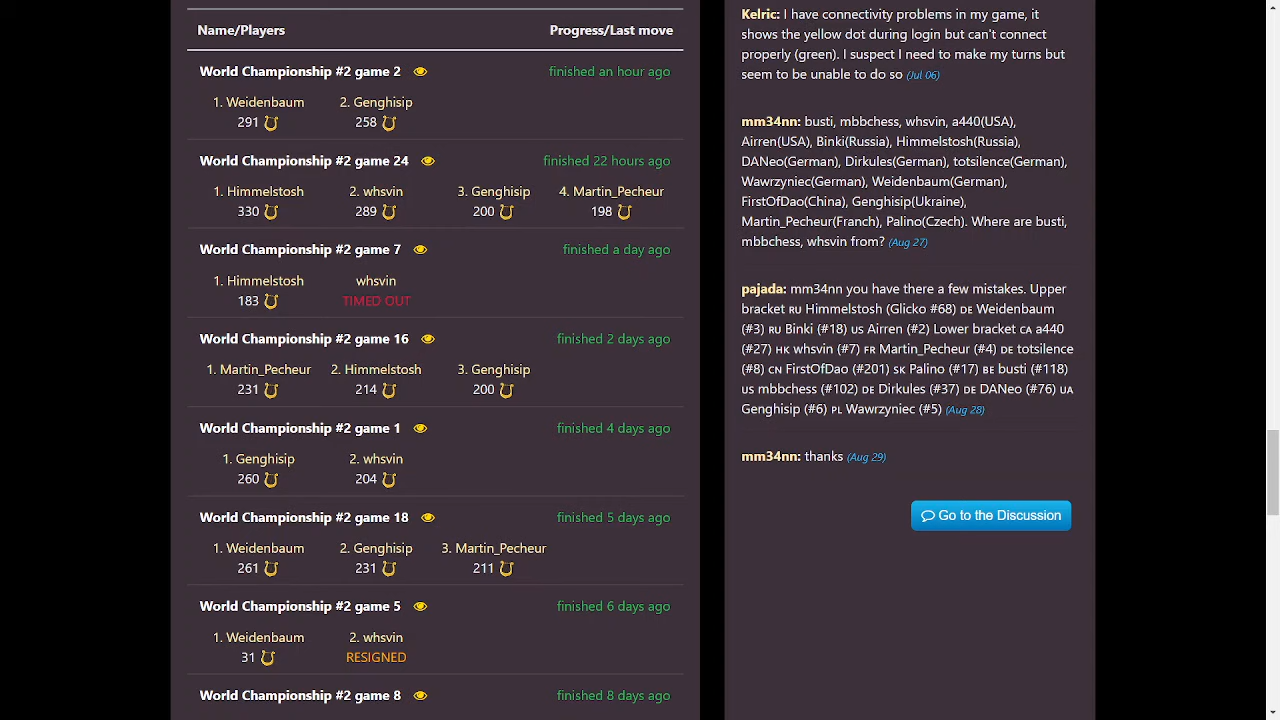 Name/Players Progress/Last move
World Championship #2 game 2 finished an hour ago
1. Weidenbaum 2. Genghisip
291 258
World Championship #2 game 24 finished 22 hours ago
1. Himmelstosh 2. whsvin 3. Genghisip 4. Martin_Pecheur
330 289 200 198
World Championship #2 game 7 finished a day ago
1. Himmelstosh whsvin
183 TIMED OUT
World Championship #2 game 16 finished 2 days ago
1. Martin_Pecheur 2. Himmelstosh 3. Genghisip
231 214 200
World Championship #2 game 1 finished 4 days ago
1. Genghisip 2. whsvin
260 204
World Championship #2 game 18 finished 5 days ago
1. Weidenbaum 2. Genghisip 3. Martin_Pecheur
261 231 211
World Championship #2 game 5 finished 6 days ago
1. Weidenbaum 2. whsvin
31 RESIGNED
World Championship #2 game 8 finished 8 days ago
Kelric: I have connectivity problems in my game, it
shows the yellow dot during login but can't connect
properly (green). I suspect I need to make my turns but
seem to be unable to do so (Jul 06)
mm34nn: busti, mbbchess, whsvin, a440(USA),
Airren(USA), Binki(Russia), Himmelstosh(Russia),
DANeo(German), Dirkules(German), totsilence(German),
Wawrzyniec(German), Weidenbaum(German),
FirstOfDao(China), Genghisip(Ukraine),
Martin_Pecheur(Franch), Palino(Czech). Where are busti,
mbbchess, whsvin from? (Aug 27)
pajada: mm34nn you have there a few mistakes. Upper
bracket RU Himmelstosh (Glicko #68) DE Weidenbaum
(#3) RU Binki (#18) US Airren (#2) Lower bracket CA a440
(#27) HK whsvin (#7) FR Martin_Pecheur (#4) DE totsilence
(#8) CN FirstOfDao (#201) SK Palino (#17) BE busti (#118)
US mbbchess (#102) DE Dirkules (#37) DE DANeo (#76) UA
Genghisip (#6) PL Wawrzyniec (#5) (Aug 28)
mm34nn: thanks (Aug 29)
Go to the Discussion